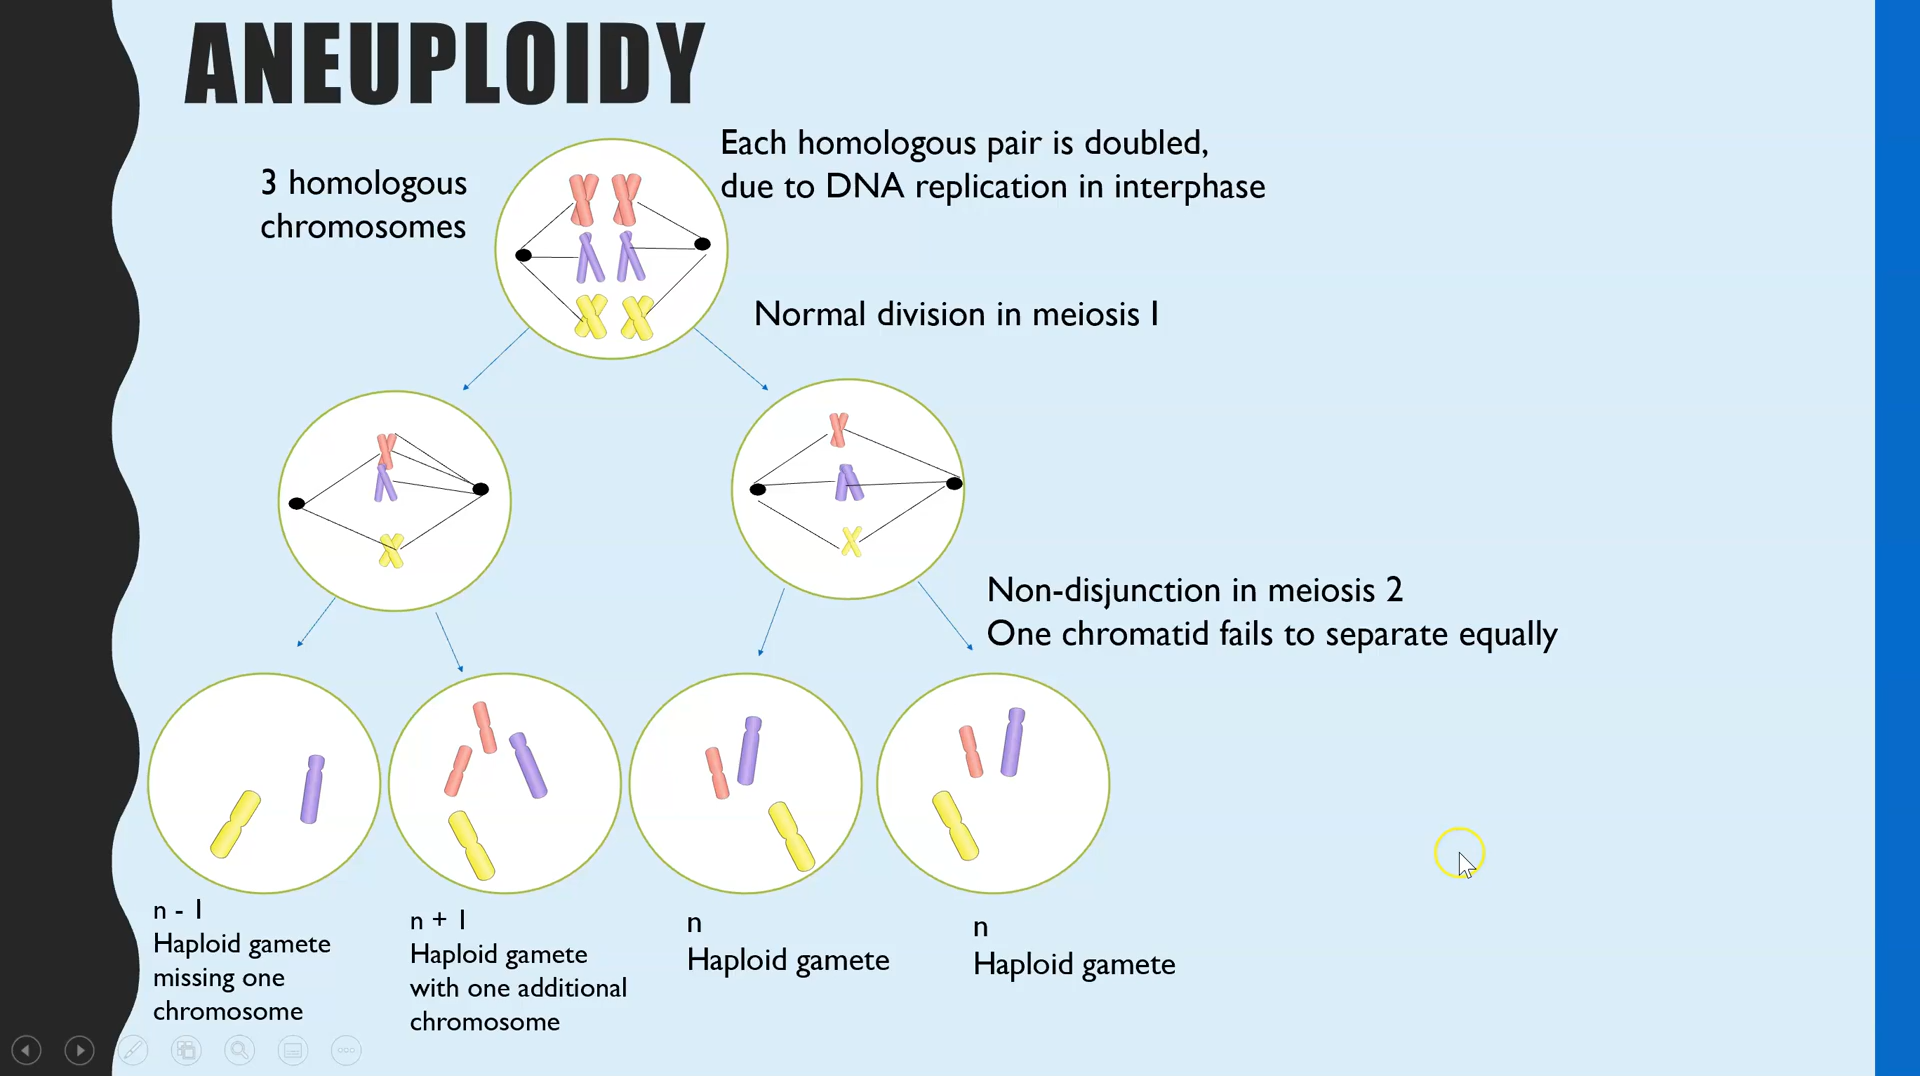 ANEUPLOIDY
3 homologous
chromosomes
Each homologous pair is doubled,
due to DNA replication in interphase
Normal division in meiosis 1
Non-disjunction in meiosis 2
One chromatid fails to separate equally
n - 1
Haploid gamete
missing one
chromosome
n + 1
Haploid gamete
with one additional
chromosome
n
Haploid gamete
n
Haploid gamete